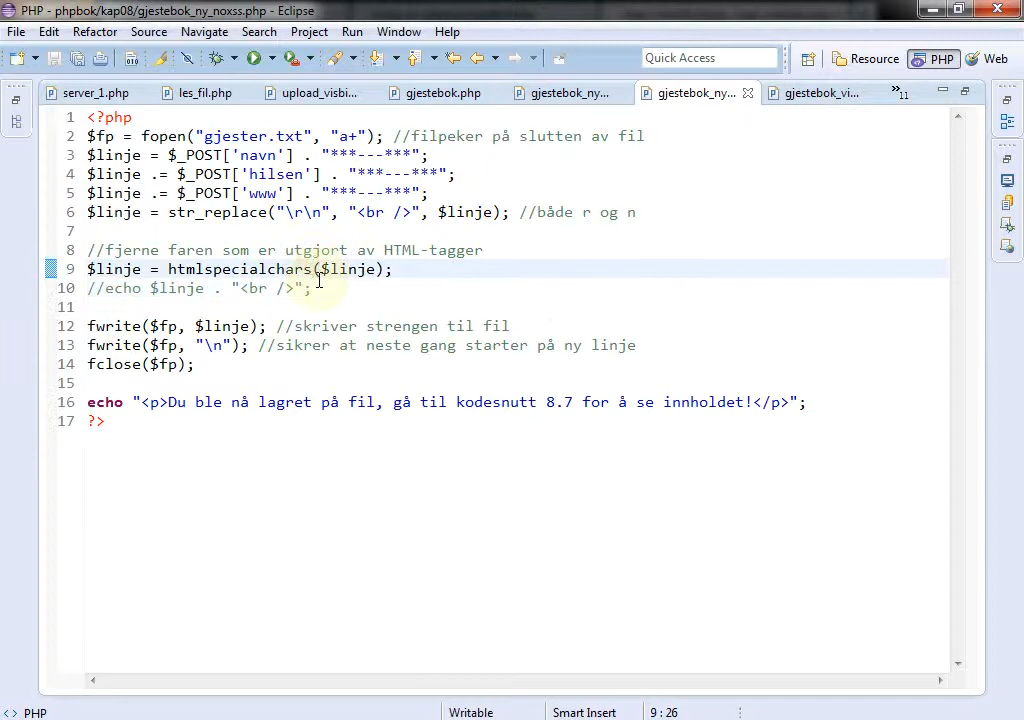 PHP - phpbok/kap08/gjestebok_ny_noxss.php - Eclipse
File Edit Refactor Source Navigate Search Project Run Window Help
Quick Access Resource PHP Web
server_1.php les_fil.php upload_visbi... gjestebok.php gjestebok_ny... gjestebok_ny... gjestebok_vi... »11
1 <?php
2 $fp = fopen("gjester.txt", "a+"); //filpeker på slutten av fil
3 $linje = $_POST['navn'] . "***---***";
4 $linje .= $_POST['hilsen'] . "***---***";
5 $linje .= $_POST['www'] . "***---***";
6 $linje = str_replace("\r\n", "<br />", $linje); //både r og n
7
8 //fjerne faren som er utgjort av HTML-tagger
9 $linje = htmlspecialchars($linje);
10 //echo $linje . "<br />";
11
12 fwrite($fp, $linje); //skriver strengen til fil
13 fwrite($fp, "\n"); //sikrer at neste gang starter på ny linje
14 fclose($fp);
15
16 echo "<p>Du ble nå lagret på fil, gå til kodesnutt 8.7 for å se innholdet!</p>";
17 ?>
PHP Writable Smart Insert 9 : 26